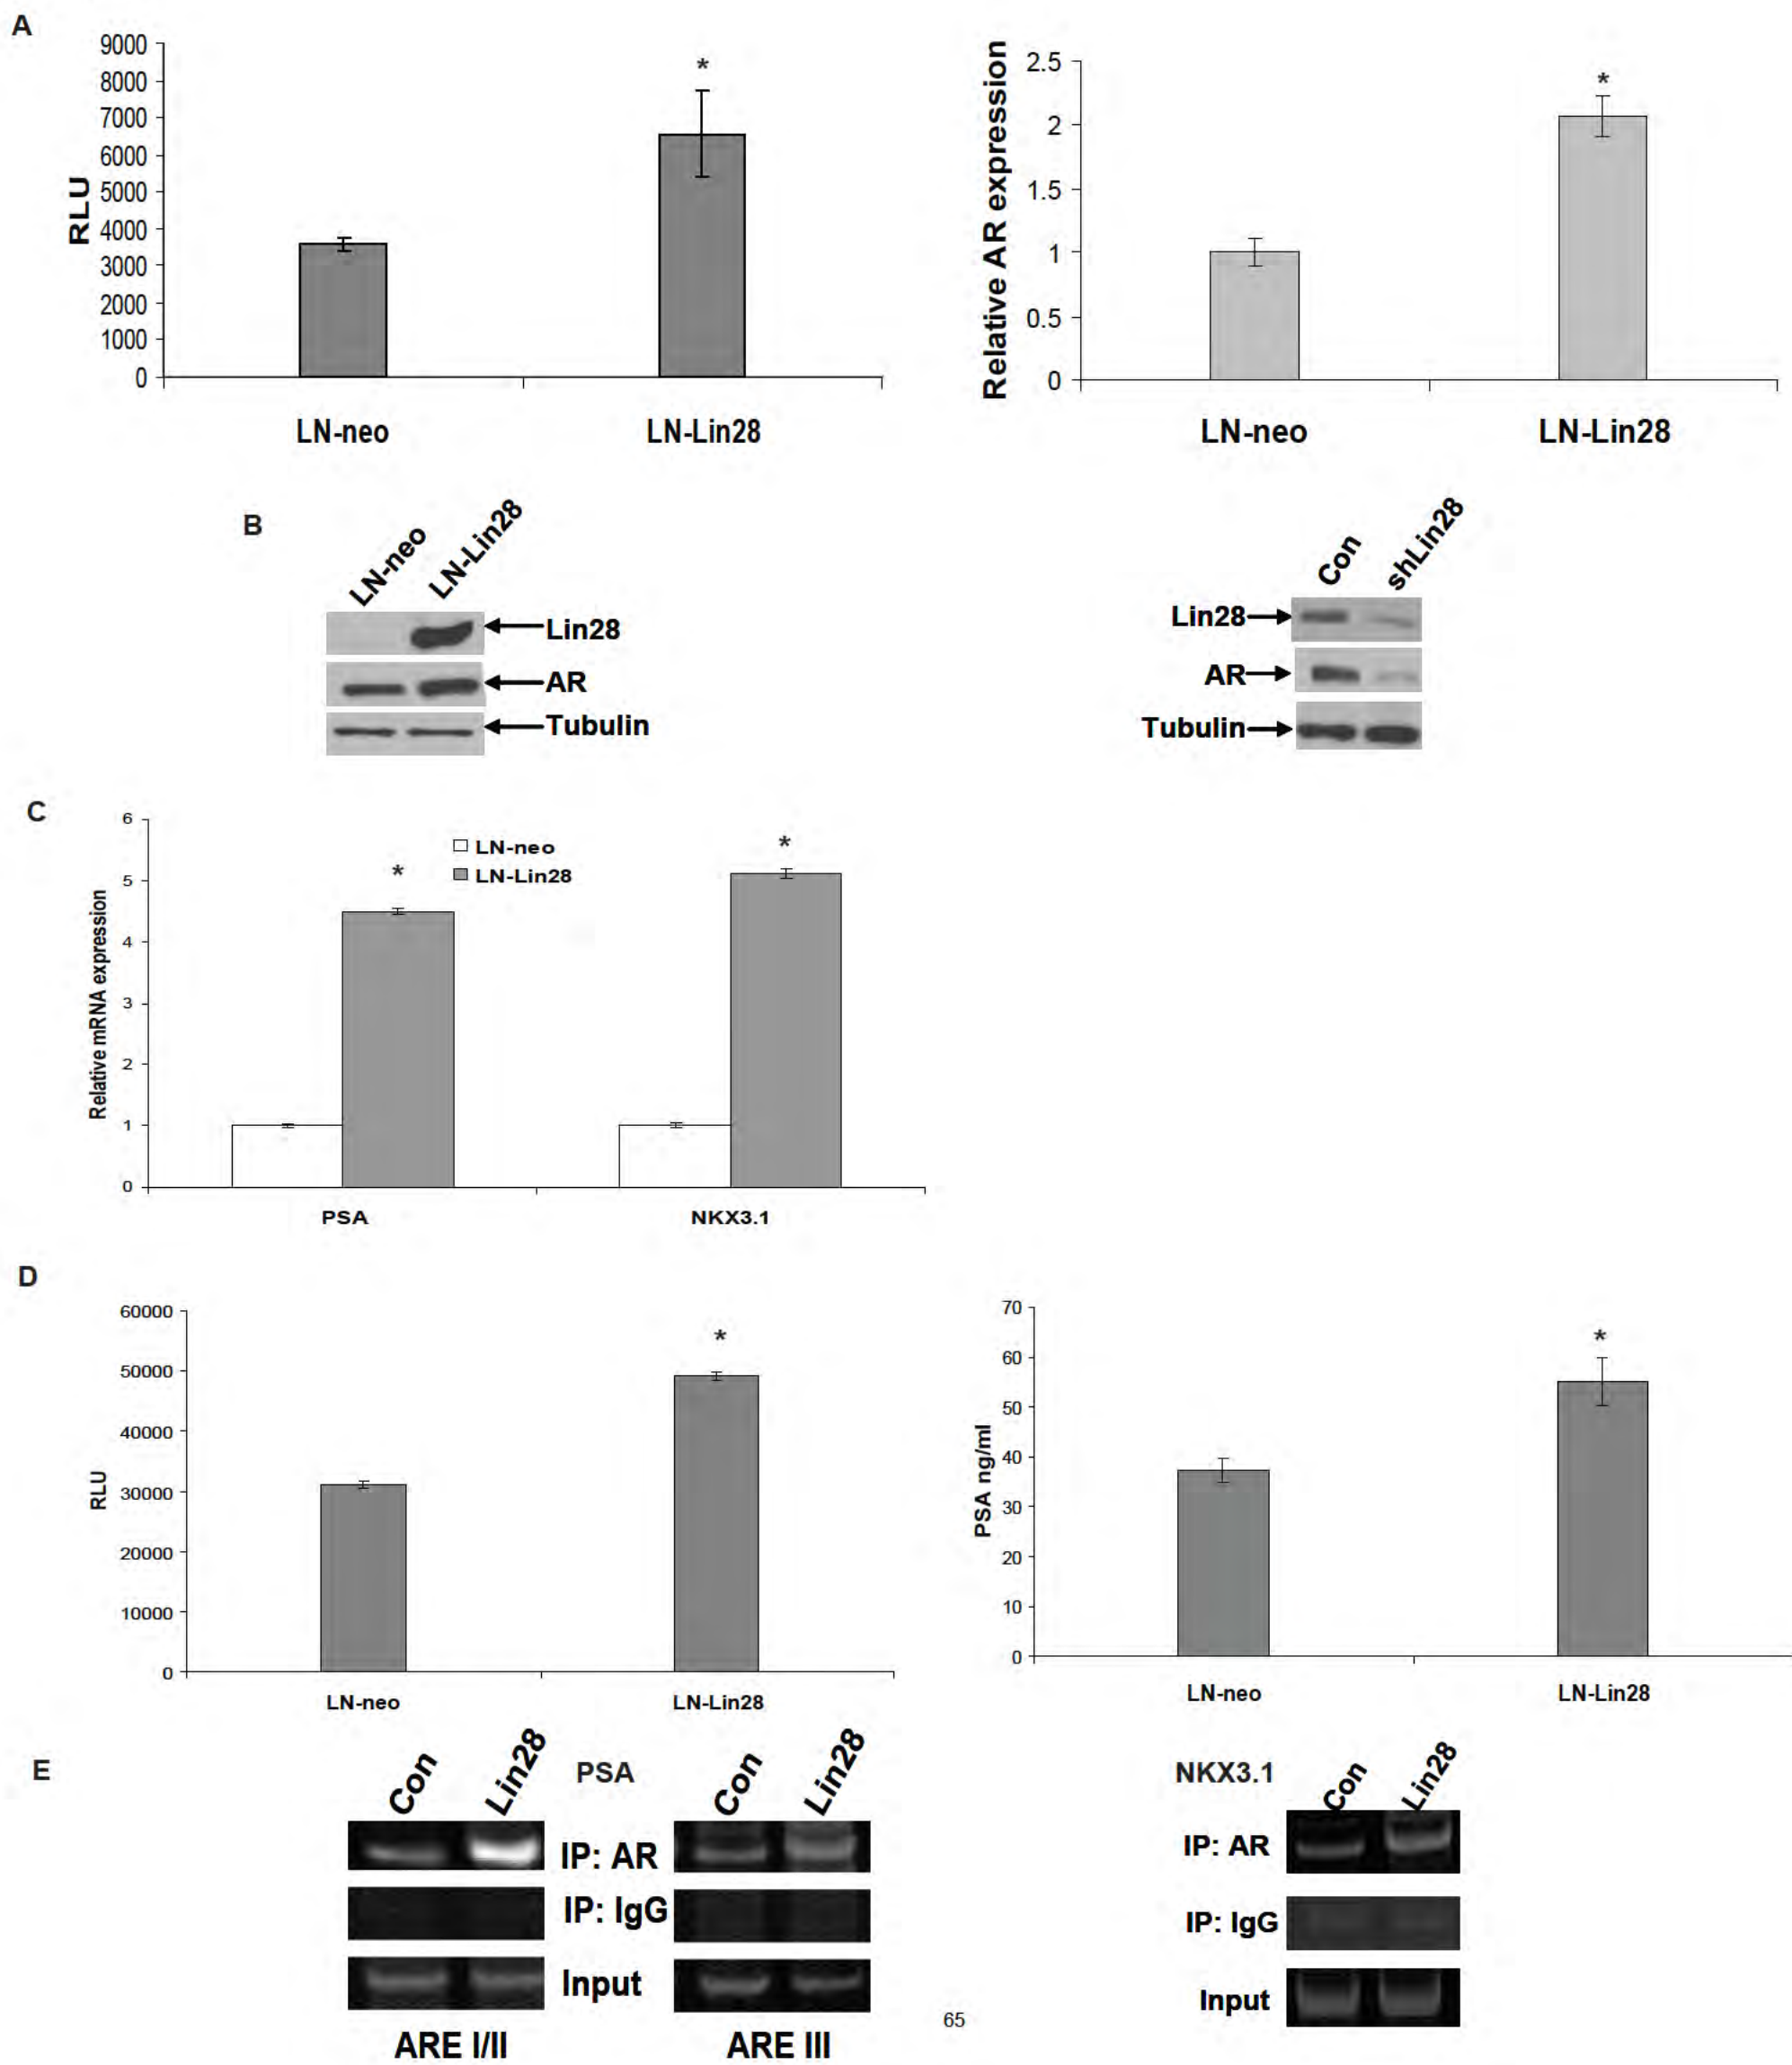 A
9000
8000
7000
6000
5000
4000
3000
2000
1000
0
RLU
*
LN-neo
LN-Lin28
2.5
2
1.5
1
0.5
0
Relative AR expression
*
LN-neo
LN-Lin28
B
LN-neo
LN-Lin28
Lin28
AR
Tubulin
Con
shLin28
Lin28
AR
Tubulin
C
6
5
4
3
2
1
0
Relative mRNA expression
LN-neo
LN-Lin28
*
*
PSA
NKX3.1
D
60000
50000
40000
30000
20000
10000
0
RLU
*
LN-neo
LN-Lin28
70
60
50
40
30
20
10
0
PSA ng/ml
*
LN-neo
LN-Lin28
E
Con
Lin28
PSA
Con
Lin28
IP: AR
IP: IgG
Input
ARE I/II
ARE III
NKX3.1
Con
Lin28
IP: AR
IP: IgG
Input
65